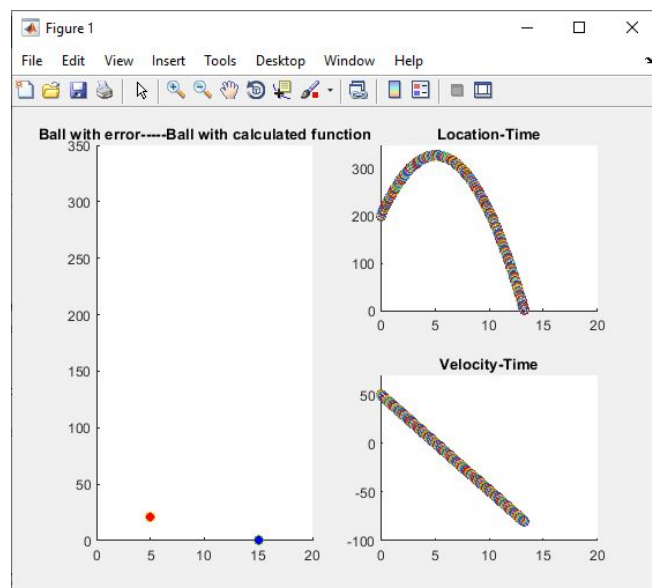 Figure 1
File Edit View Insert Tools Desktop Window Help
Ball with error-----Ball with calculated function
350
300
250
200
150
100
50
0
0 5 10 15 20
Location-Time
300
200
100
0
0 5 10 15 20
Velocity-Time
50
0
-50
-100
0 5 10 15 20